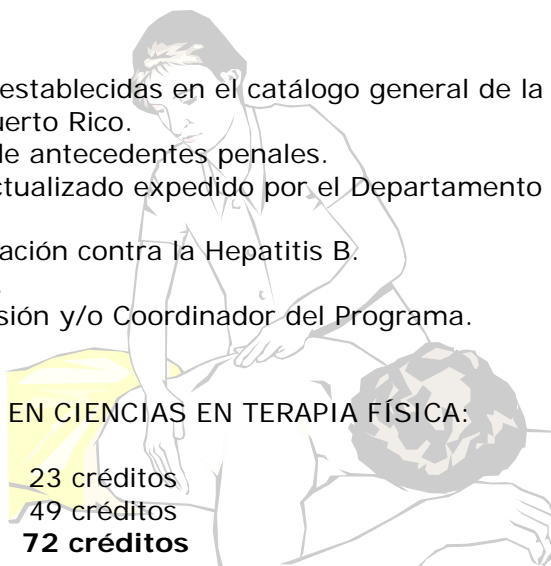 establecidas en el catálogo general de la
uerto Rico.
de antecedentes penales.
ctualizado expedido por el Departamento
ación contra la Hepatitis B.
.
sión y/o Coordinador del Programa.
EN CIENCIAS EN TERAPIA FÍSICA:
23 créditos
49 créditos
72 créditos